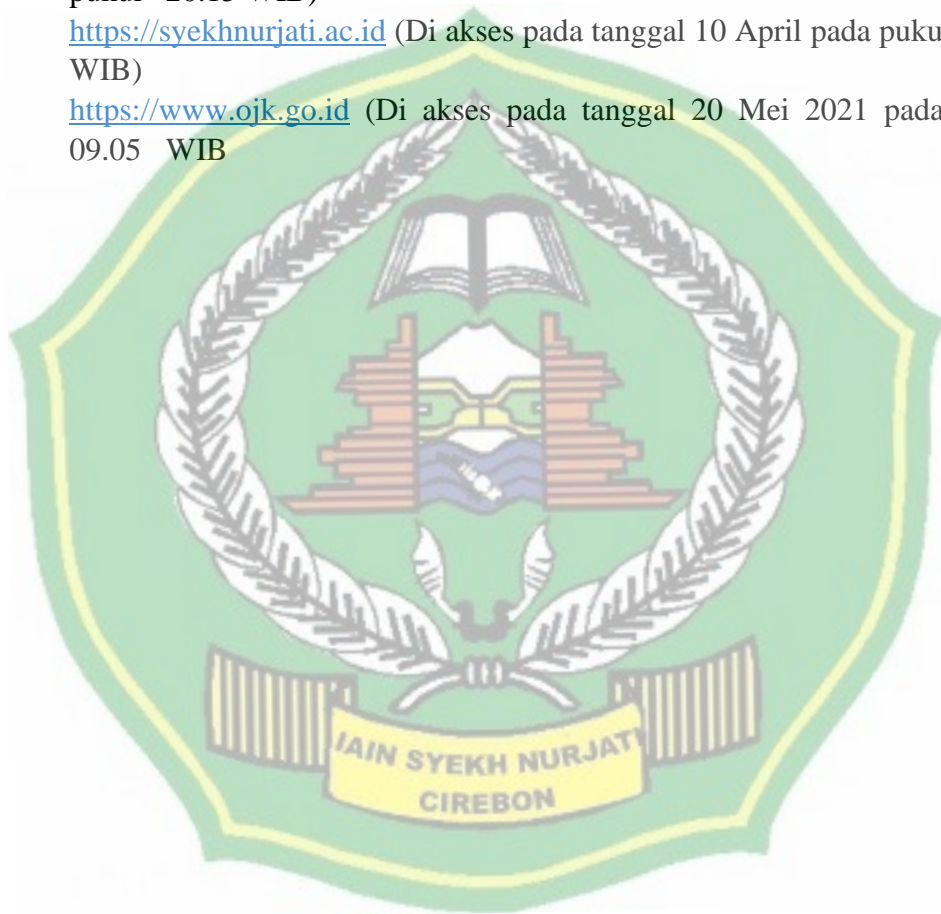 https://syekhnurjati.ac.id (Di akses pada tanggal 10 April pada puku
WIB)
https://www.ojk.go.id (Di akses pada tanggal 20 Mei 2021 pada
09.05 WIB
IAIN SYEKH NURJATI
CIREBON